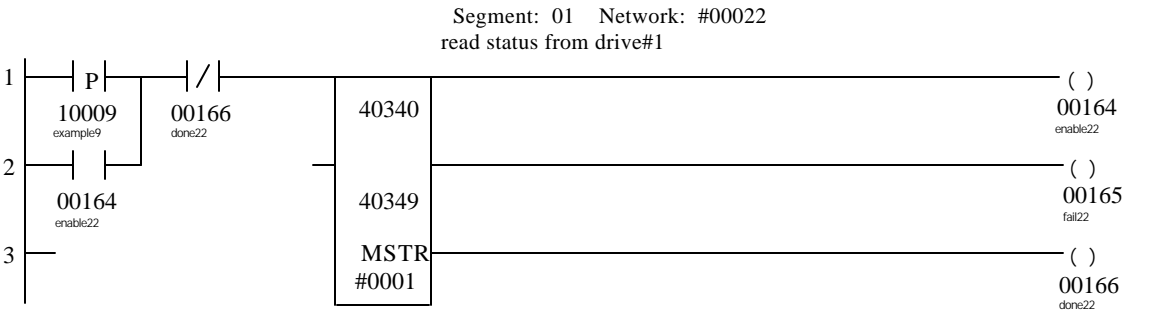 Segment: 01 Network: #00022
read status from drive#1
1 P / ( )
10009 00166 40340 00164
example9 done22 enable22
2 ( )
00164 40349 00165
enable22 fail22
3 MSTR ( )
#0001 00166
done22